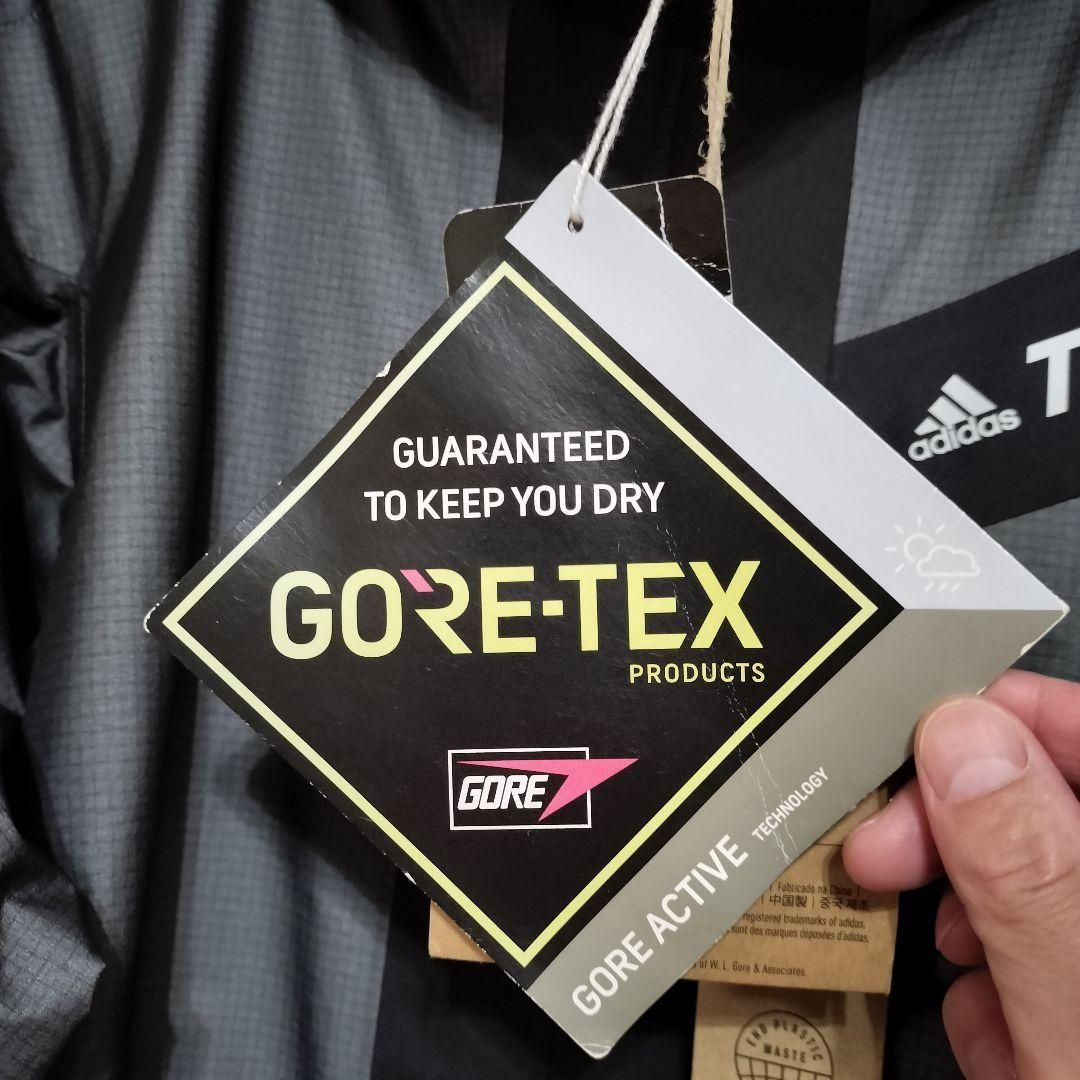 GUARANTEED
TO KEEP YOU DRY
GORE-TEX
PRODUCTS
GORE
GORE ACTIVE TECHNOLOGY
adidas T
Fabricado na China |
| 中国製 | 중국 제조
registered trademarks of adidas.
sont des marques déposées d'adidas.
of W. L. Gore & Associates.
END PLASTIC
WASTE